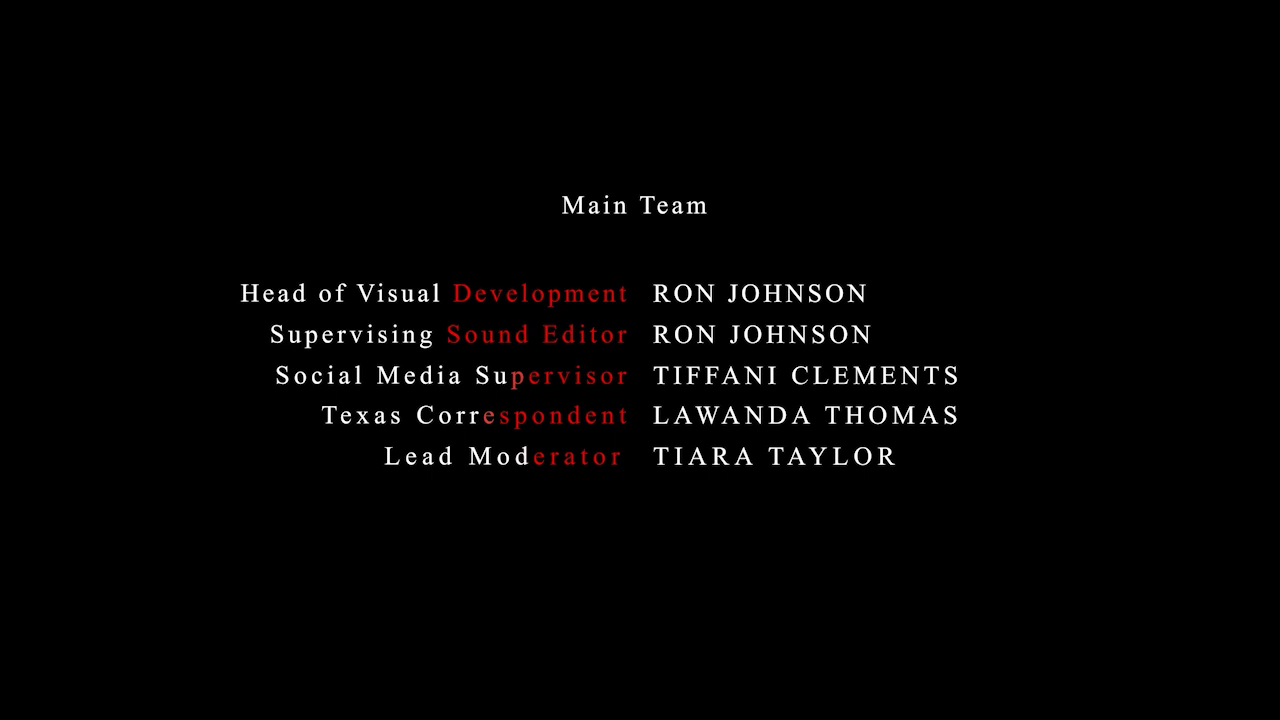 Main Team
Head of Visual Development RON JOHNSON
Supervising Sound Editor RON JOHNSON
Social Media Supervisor TIFFANI CLEMENTS
Texas Correspondent LAWANDA THOMAS
Lead Moderator TIARA TAYLOR